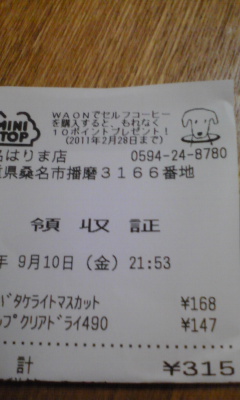 MINI
STOP
WAONでセルフコーヒー
を購入すると、もれなく
10ポイントプレゼント!
(2011年2月28日まで)
名はりま店 0594-24-8780
県桑名市播磨3166番地
領収証
年 9月10日(金) 21:53
バタケライトマスカット ¥168
ップクリアドライ490 ¥147
計 ¥315